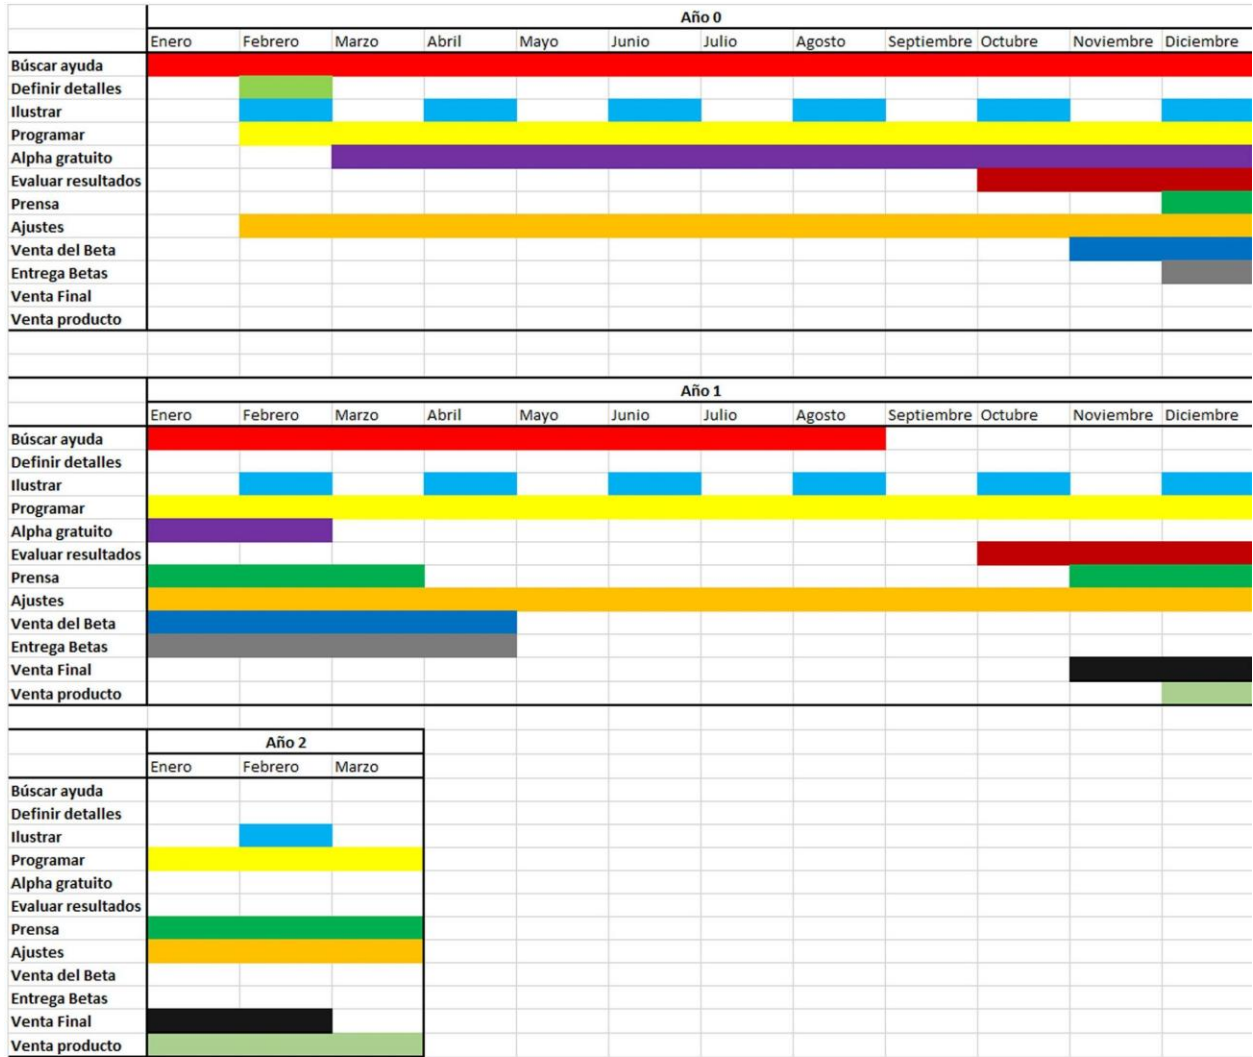 Año 0
Enero Febrero Marzo Abril Mayo Junio Julio Agosto Septiembre Octubre Noviembre Diciembre
Búscar ayuda
Definir detalles
Ilustrar
Programar
Alpha gratuito
Evaluar resultados
Prensa
Ajustes
Venta del Beta
Entrega Betas
Venta Final
Venta producto
Año 1
Enero Febrero Marzo Abril Mayo Junio Julio Agosto Septiembre Octubre Noviembre Diciembre
Búscar ayuda
Definir detalles
Ilustrar
Programar
Alpha gratuito
Evaluar resultados
Prensa
Ajustes
Venta del Beta
Entrega Betas
Venta Final
Venta producto
Año 2
Enero Febrero Marzo
Búscar ayuda
Definir detalles
Ilustrar
Programar
Alpha gratuito
Evaluar resultados
Prensa
Ajustes
Venta del Beta
Entrega Betas
Venta Final
Venta producto